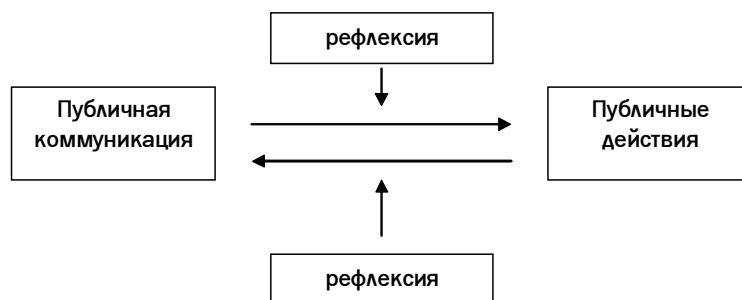 рефлексия
Публичная
коммуникация
Публичные
действия
рефлексия